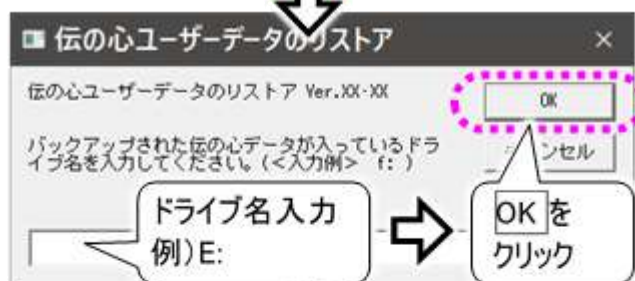 伝の心ユーザーデータのリストア
伝の心ユーザーデータのリストア Ver.XX-XX
OK
バックアップされた伝の心データが入っているドラ
イブ名を入力してください。(<入力例> f: )
ンセル
ドライブ名入力
例)E:
OK を
クリック